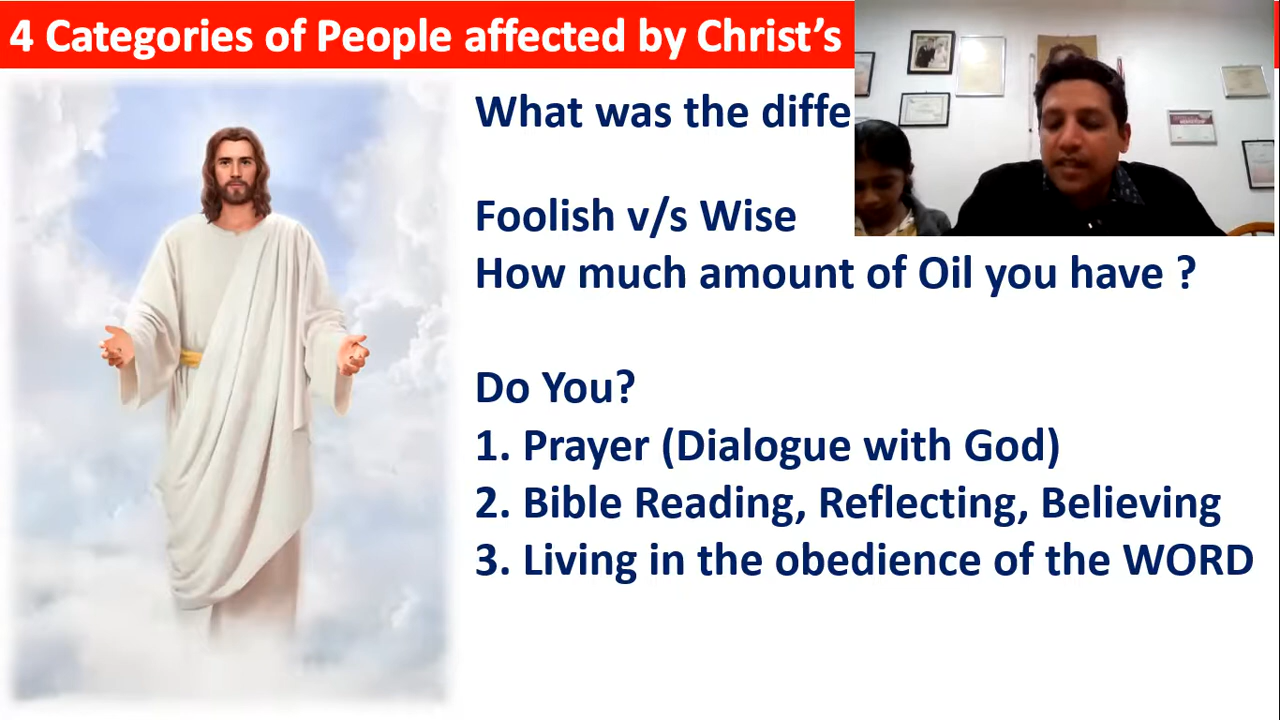 4 Categories of People affected by Christ’s
What was the diffe
Foolish v/s Wise
How much amount of Oil you have ?
Do You?
1. Prayer (Dialogue with God)
2. Bible Reading, Reflecting, Believing
3. Living in the obedience of the WORD